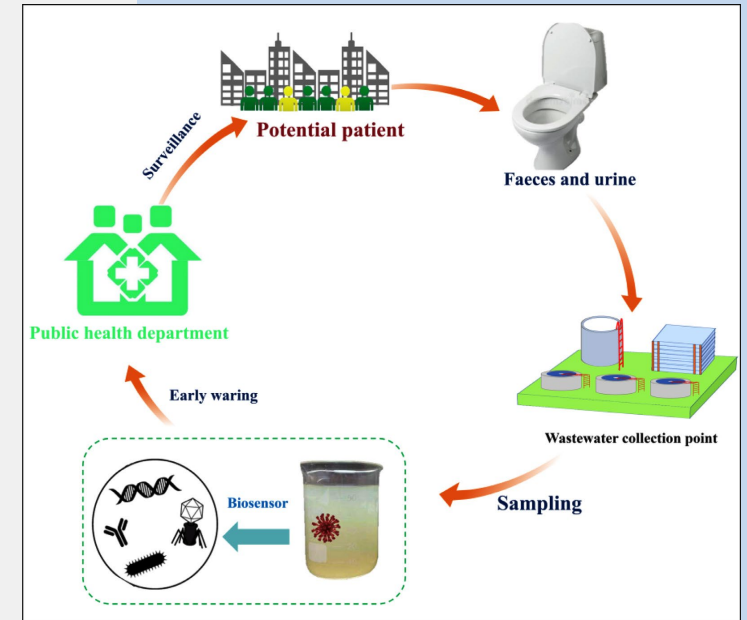 Potential patient
Faeces and urine
Wastewater collection point
Sampling
Biosensor
Early waring
Public health department
Surveillance